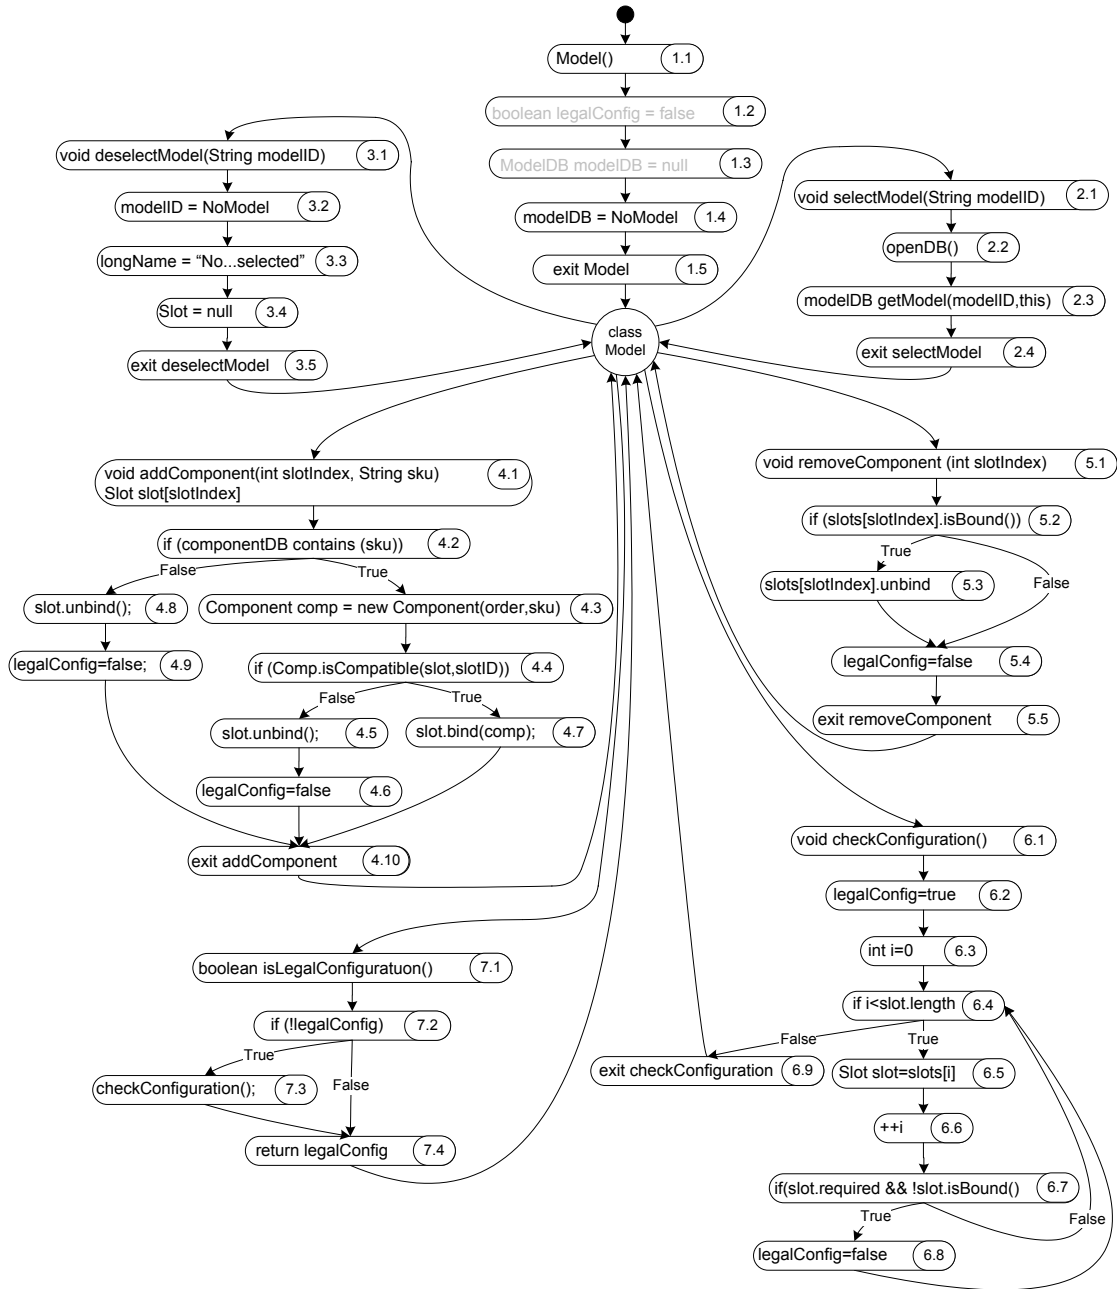 Model() 1.1
boolean legalConfig = false 1.2
ModelDB modelDB = null 1.3
modelDB = NoModel 1.4
exit Model 1.5
class
Model
void deselectModel(String modelID) 3.1
modelID = NoModel 3.2
longName = “No...selected” 3.3
Slot = null 3.4
exit deselectModel 3.5
void selectModel(String modelID) 2.1
openDB() 2.2
modelDB getModel(modelID,this) 2.3
exit selectModel 2.4
void addComponent(int slotIndex, String sku) 4.1
Slot slot[slotIndex]
if (componentDB contains (sku)) 4.2
False
True
slot.unbind(); 4.8
Component comp = new Component(order,sku) 4.3
legalConfig=false; 4.9
if (Comp.isCompatible(slot,slotID)) 4.4
False
True
slot.unbind(); 4.5
slot.bind(comp); 4.7
legalConfig=false 4.6
exit addComponent 4.10
void removeComponent (int slotIndex) 5.1
if (slots[slotIndex].isBound()) 5.2
True
False
slots[slotIndex].unbind 5.3
legalConfig=false 5.4
exit removeComponent 5.5
void checkConfiguration() 6.1
legalConfig=true 6.2
int i=0 6.3
if i<slot.length 6.4
False
True
exit checkConfiguration 6.9
Slot slot=slots[i] 6.5
++i 6.6
if(slot.required && !slot.isBound() 6.7
True
False
legalConfig=false 6.8
boolean isLegalConfiguratuon() 7.1
if (!legalConfig) 7.2
True
False
checkConfiguration(); 7.3
return legalConfig 7.4